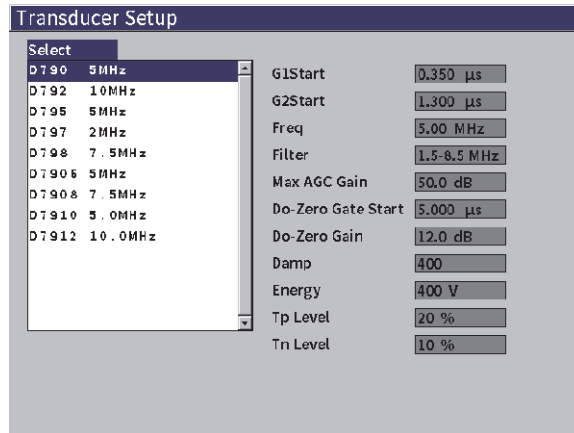 Transducer Setup
Select
D790 5MHz
D792 10MHz
D795 5MHz
D797 2MHz
D798 7.5MHz
D7906 5MHz
D7908 7.5MHz
D7910 5.0MHz
D7912 10.0MHz
G1Start 0.350 µs
G2Start 1.300 µs
Freq 5.00 MHz
Filter 1.5-8.5 MHz
Max AGC Gain 50.0 dB
Do-Zero Gate Start 5.000 µs
Do-Zero Gain 12.0 dB
Damp 400
Energy 400 V
Tp Level 20 %
Tn Level 10 %